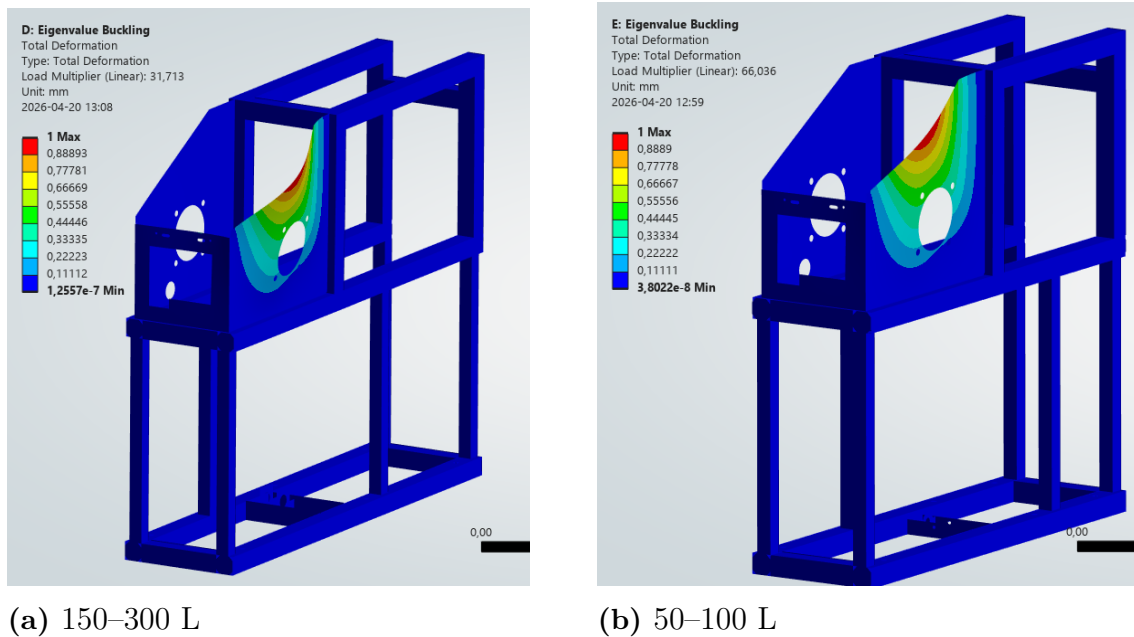 D: Eigenvalue Buckling
Total Deformation
Type: Total Deformation
Load Multiplier (Linear): 31,713
Unit: mm
2026-04-20 13:08
1 Max
0,88893
0,77781
0,66669
0,55558
0,44446
0,33335
0,22223
0,11112
1,2557e-7 Min
0,00
(a) 150–300 L
E: Eigenvalue Buckling
Total Deformation
Type: Total Deformation
Load Multiplier (Linear): 66,036
Unit: mm
2026-04-20 12:59
1 Max
0,8889
0,77778
0,66667
0,55556
0,44445
0,33334
0,22222
0,11111
3,8022e-8 Min
0,00
(b) 50–100 L